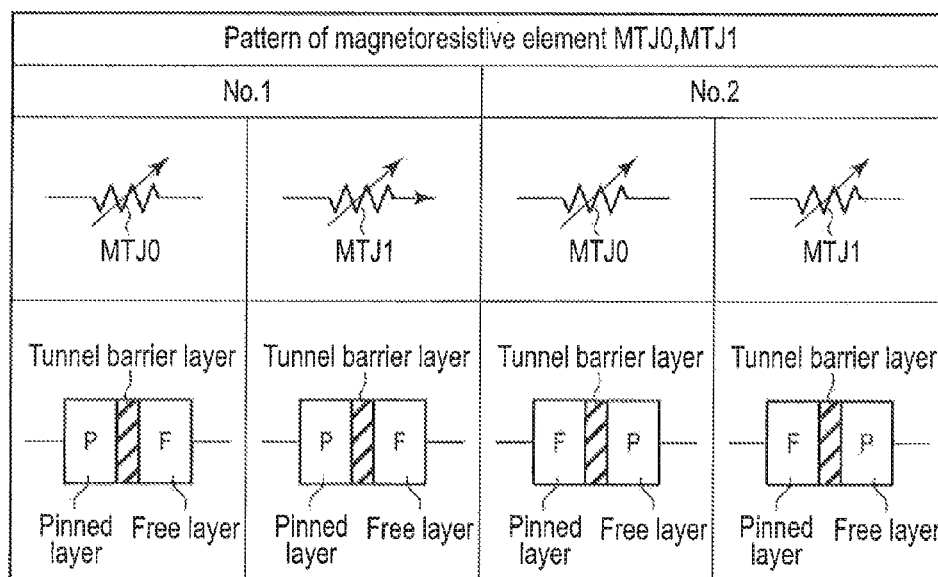 Pattern of magnetoresistive element MTJ0,MTJ1
No.1
No.2
MTJ0
MTJ1
MTJ0
MTJ1
Tunnel barrier layer
Tunnel barrier layer
Tunnel barrier layer
Tunnel barrier layer
P F
P F
F P
F P
Pinned layer
Free layer
Pinned layer
Free layer
Pinned layer
Free layer
Pinned layer
Free layer